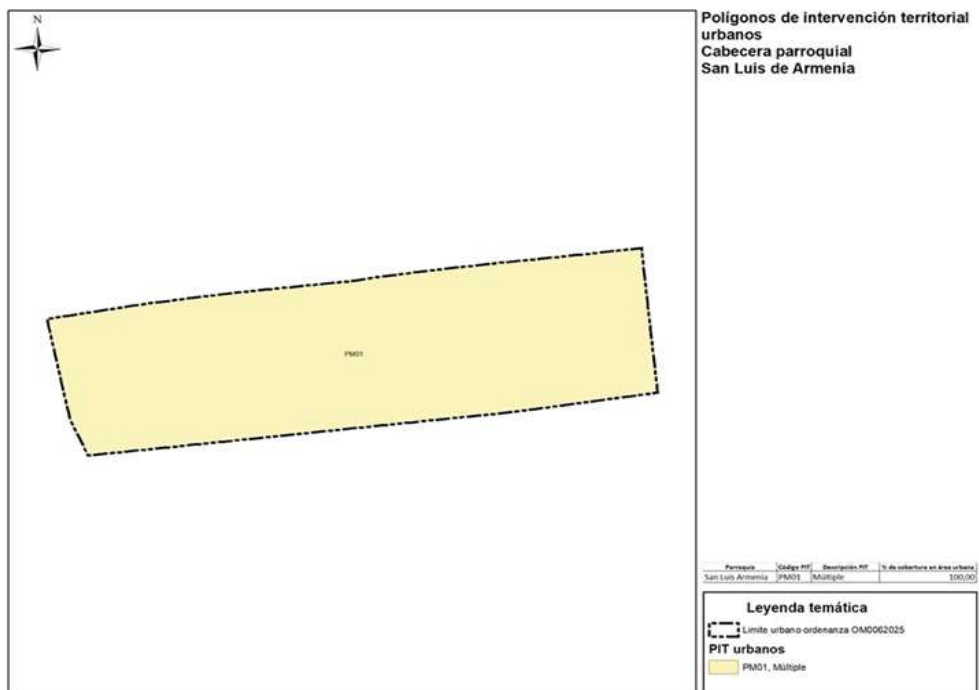 N
Polígonos de intervención territorial
urbanos
Cabecera parroquial
San Luis de Armenia
PM01
Parroquia Código PIT Descripción PIT % de cobertura en área urbana
San Luis Armenia PM01 Múltiple 100,00
Leyenda temática
Limite urbano ordenanza OM0062025
PIT urbanos
PM01, Múltiple